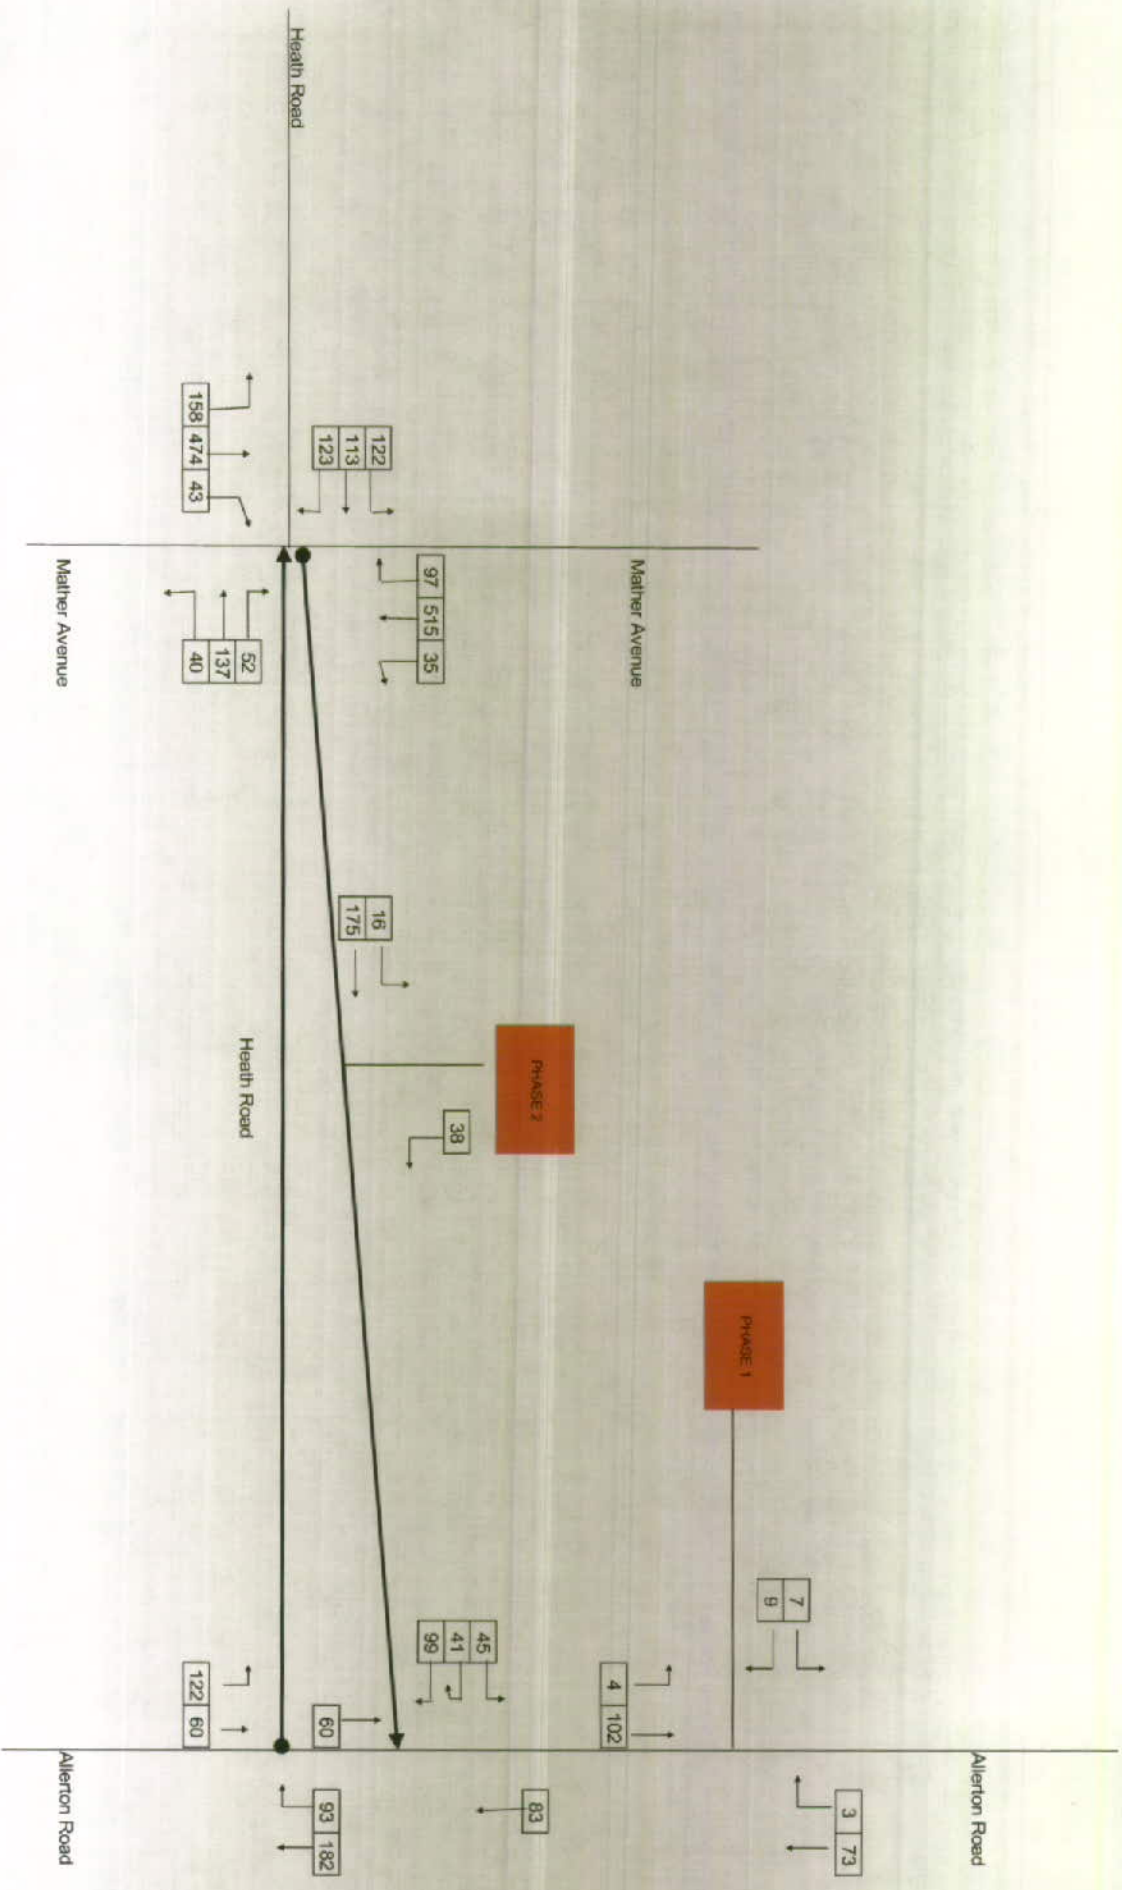 Heath Road
158 474 43
122
113
123
Mather Avenue
Mather Avenue
97 515 35
52
137
40
16
175
Heath Road
PHASE 2
38
PHASE 1
7
9
45
41
99
4 102
122 60
60
Allerton Road
Allerton Road
93 182
83
3 73